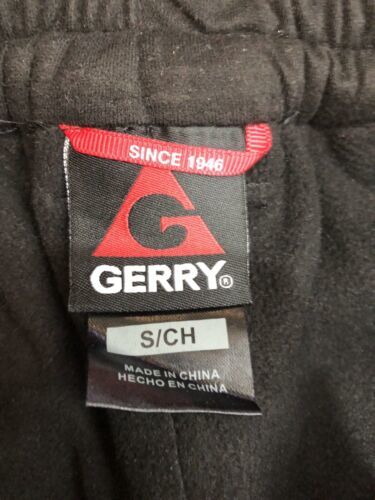 SINCE 1946
G
GERRY®
S/CH
MADE IN CHINA
HECHO EN CHINA